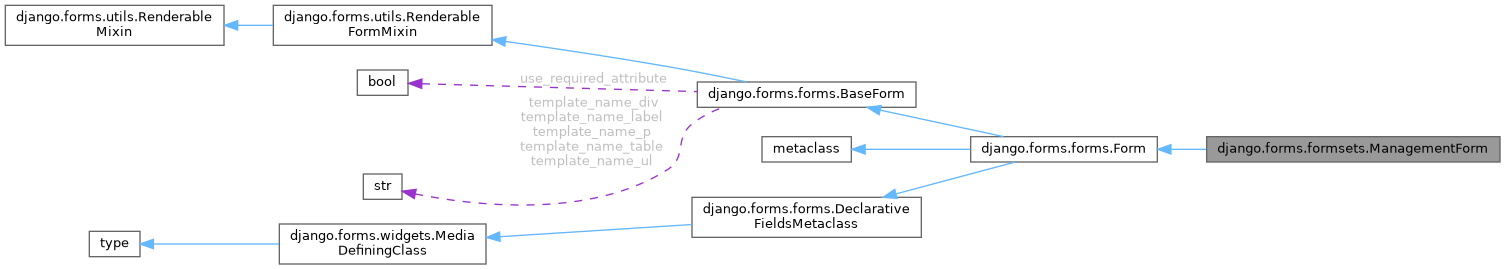 django.forms.utils.Renderable
Mixin
django.forms.utils.Renderable
FormMixin
bool
use_required_attribute
django.forms.forms.BaseForm
template_name_div
template_name_label
template_name_p
template_name_table
template_name_ul
metaclass
django.forms.forms.Form
django.forms.formsets.ManagementForm
str
django.forms.forms.Declarative
FieldsMetaclass
type
django.forms.widgets.Media
DefiningClass